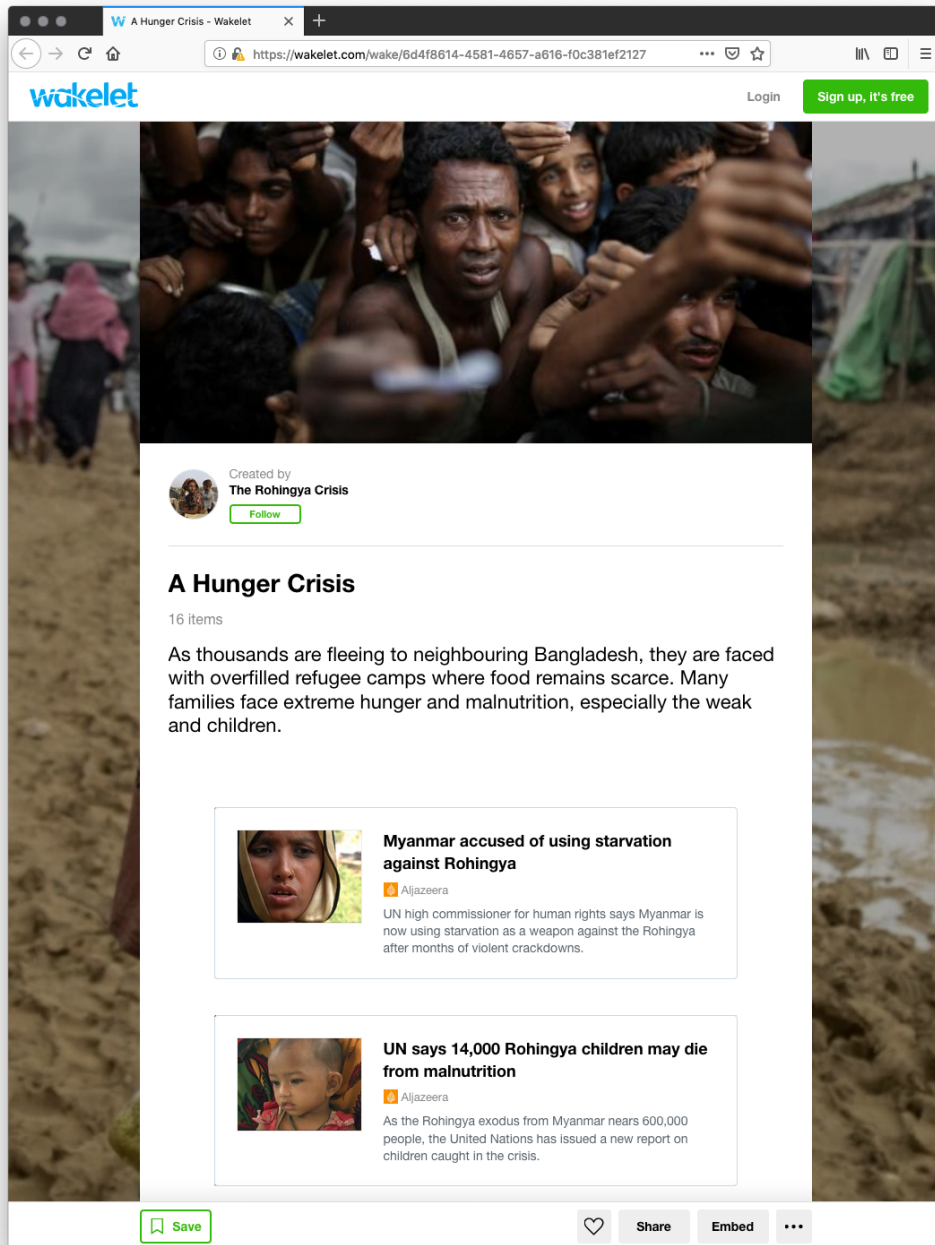 A Hunger Crisis - Wakelet
https://wakelet.com/wake/6d4f8614-4581-4657-a616-f0c381ef2127
wakelet
Login
Sign up, it's free
Created by
The Rohingya Crisis
Follow
A Hunger Crisis
16 items
As thousands are fleeing to neighbouring Bangladesh, they are faced
with overfilled refugee camps where food remains scarce. Many
families face extreme hunger and malnutrition, especially the weak
and children.
Myanmar accused of using starvation
against Rohingya
Aljazeera
UN high commissioner for human rights says Myanmar is
now using starvation as a weapon against the Rohingya
after months of violent crackdowns.
UN says 14,000 Rohingya children may die
from malnutrition
Aljazeera
As the Rohingya exodus from Myanmar nears 600,000
people, the United Nations has issued a new report on
children caught in the crisis.
Save
Share
Embed